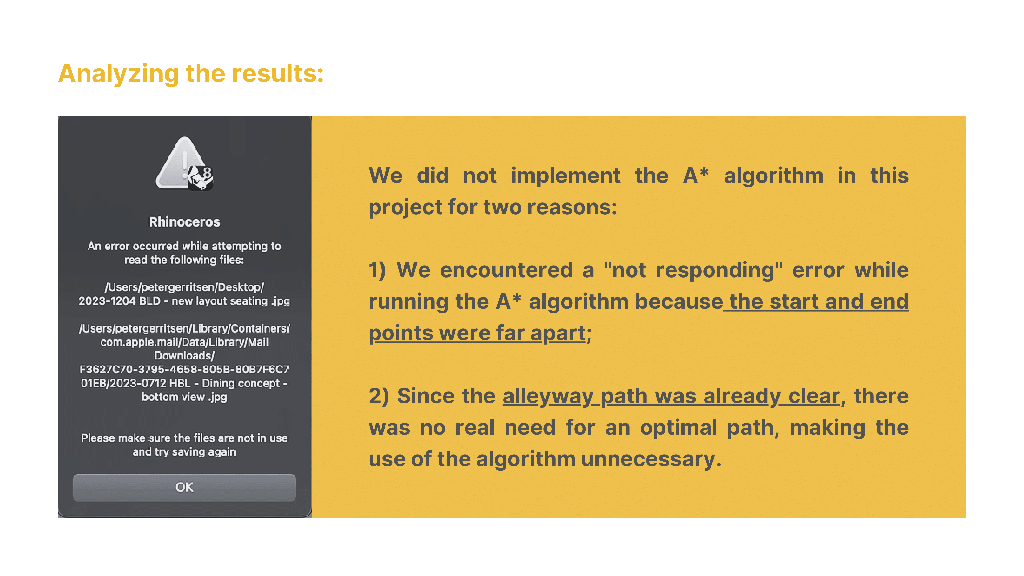 Analyzing the results:
8
Rhinoceros
An error occurred while attempting to
read the following files:
/Users/petergerritsen/Desktop/
2023-1204 BLD - new layout seating .jpg
/Users/petergerritsen/Library/Containers/
com.apple.mail/Data/Library/Mail
Downloads/
F3627C70-3795-4658-805B-80B7F6C7
01EB/2023-0712 HBL - Dining concept -
bottom view .jpg
Please make sure the files are not in use
and try saving again
OK
We did not implement the A* algorithm in this
project for two reasons:
1) We encountered a "not responding" error while
running the A* algorithm because the start and end
points were far apart;
2) Since the alleyway path was already clear, there
was no real need for an optimal path, making the
use of the algorithm unnecessary.